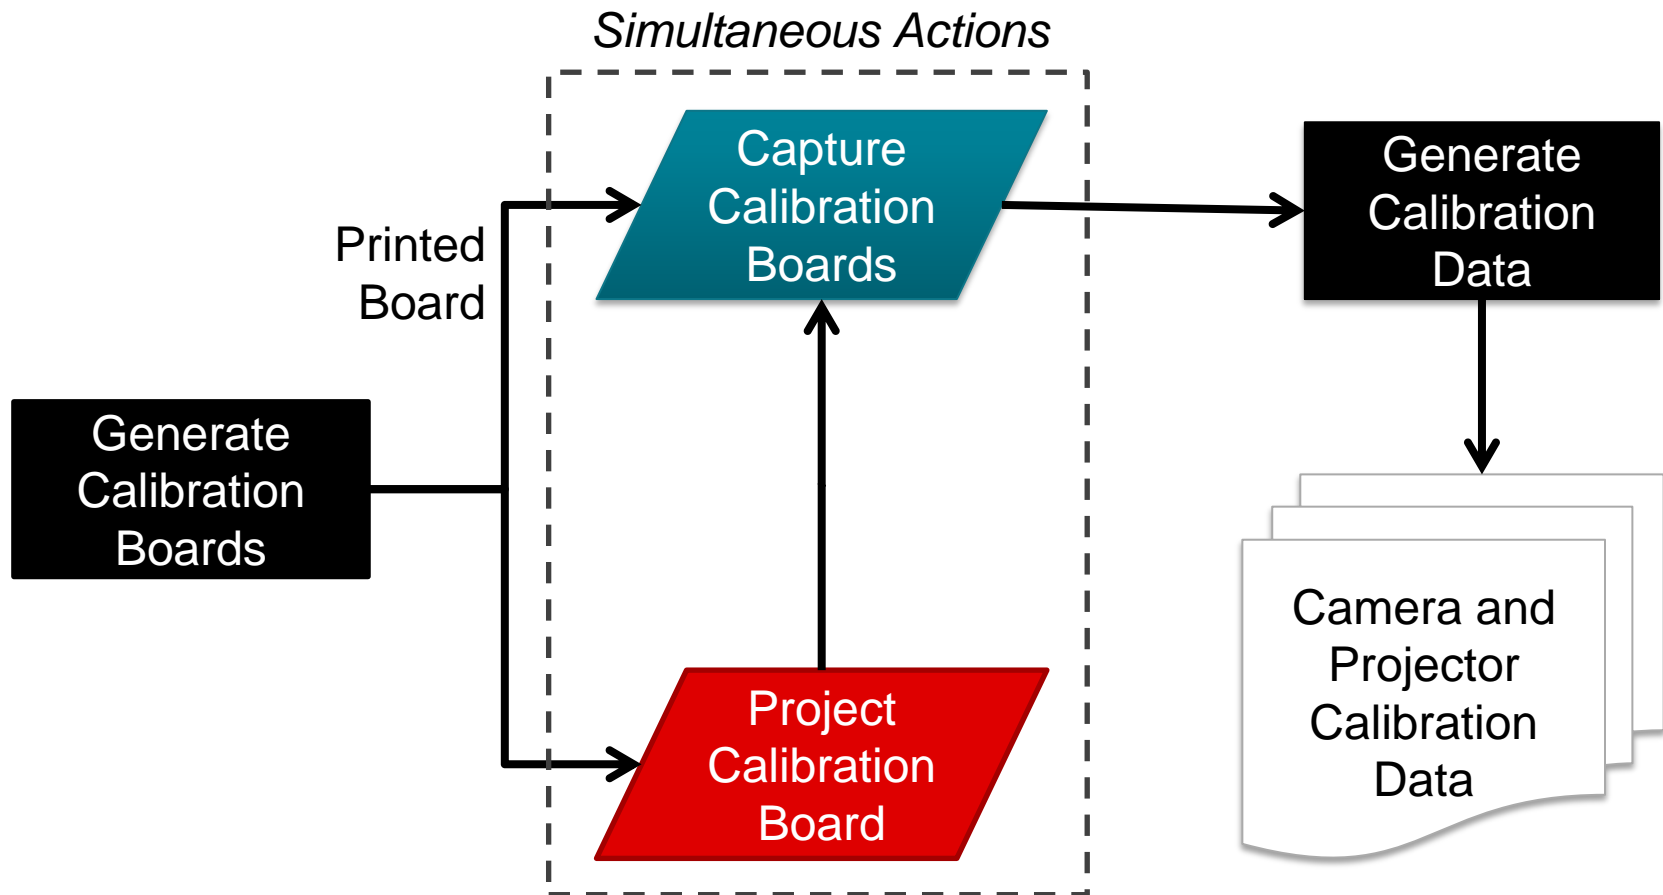 Simultaneous Actions
Capture
Calibration
Boards
Generate
Calibration
Data
Printed
Board
Generate
Calibration
Boards
Project
Calibration
Board
Camera and
Projector
Calibration
Data